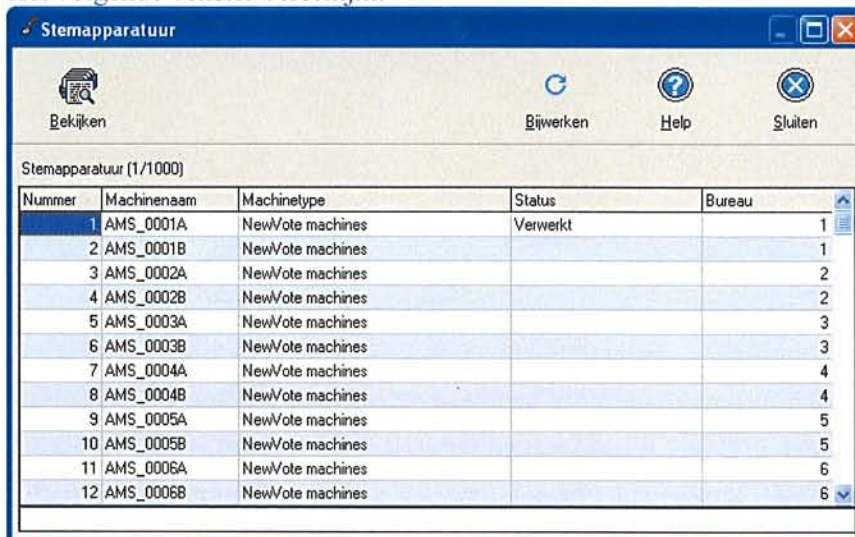 Stemapparatuur
Bekijken Bijwerken Help Sluiten
Stemapparatuur (1/1000)
Nummer Machinenaam Machinetype Status Bureau
1 AMS_0001A NewVote machines Verwerkt 1
2 AMS_0001B NewVote machines 1
3 AMS_0002A NewVote machines 2
4 AMS_0002B NewVote machines 2
5 AMS_0003A NewVote machines 3
6 AMS_0003B NewVote machines 3
7 AMS_0004A NewVote machines 4
8 AMS_0004B NewVote machines 4
9 AMS_0005A NewVote machines 5
10 AMS_0005B NewVote machines 5
11 AMS_0006A NewVote machines 6
12 AMS_0006B NewVote machines 6